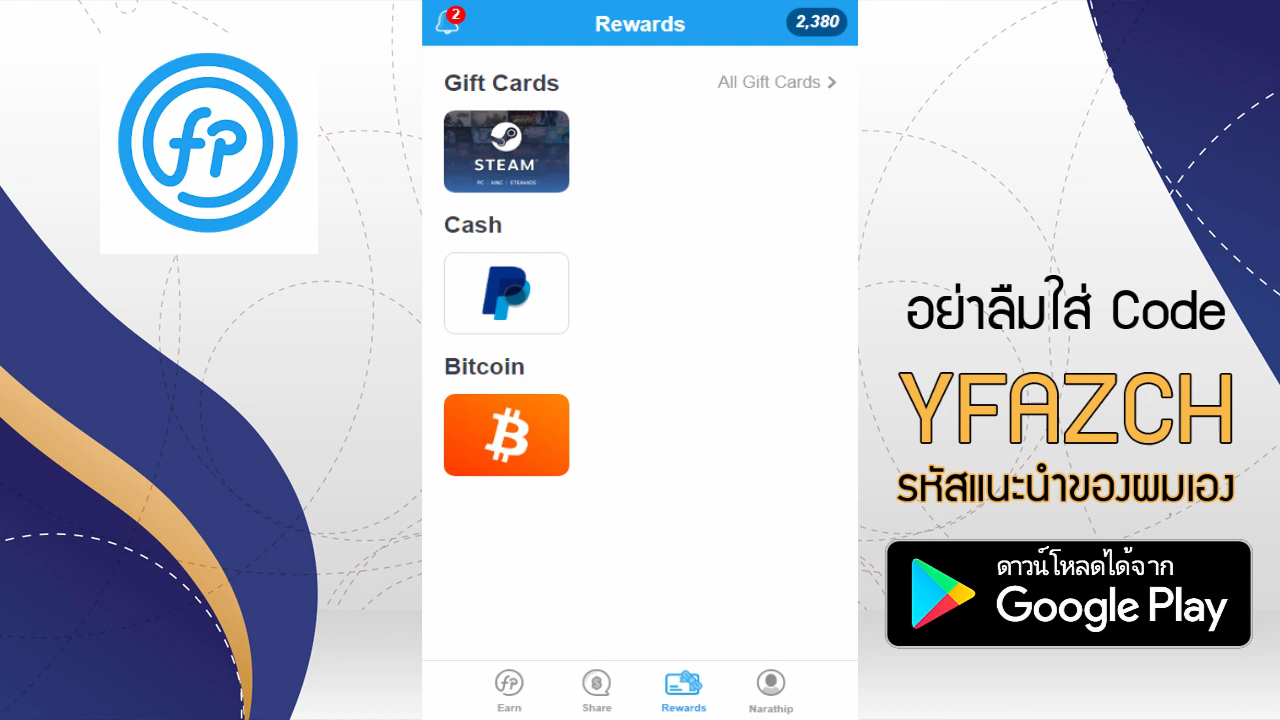 fp
2
Rewards
2,380
Gift Cards
All Gift Cards
STEAM
PC | MAC | STEAMOS
Cash
Bitcoin
Earn
Share
Rewards
Narathip
อย่าลืมใส่ Code
YFAZCH
รหัสแนะนำของผมเอง
ดาวน์โหลดได้จาก
Google Play